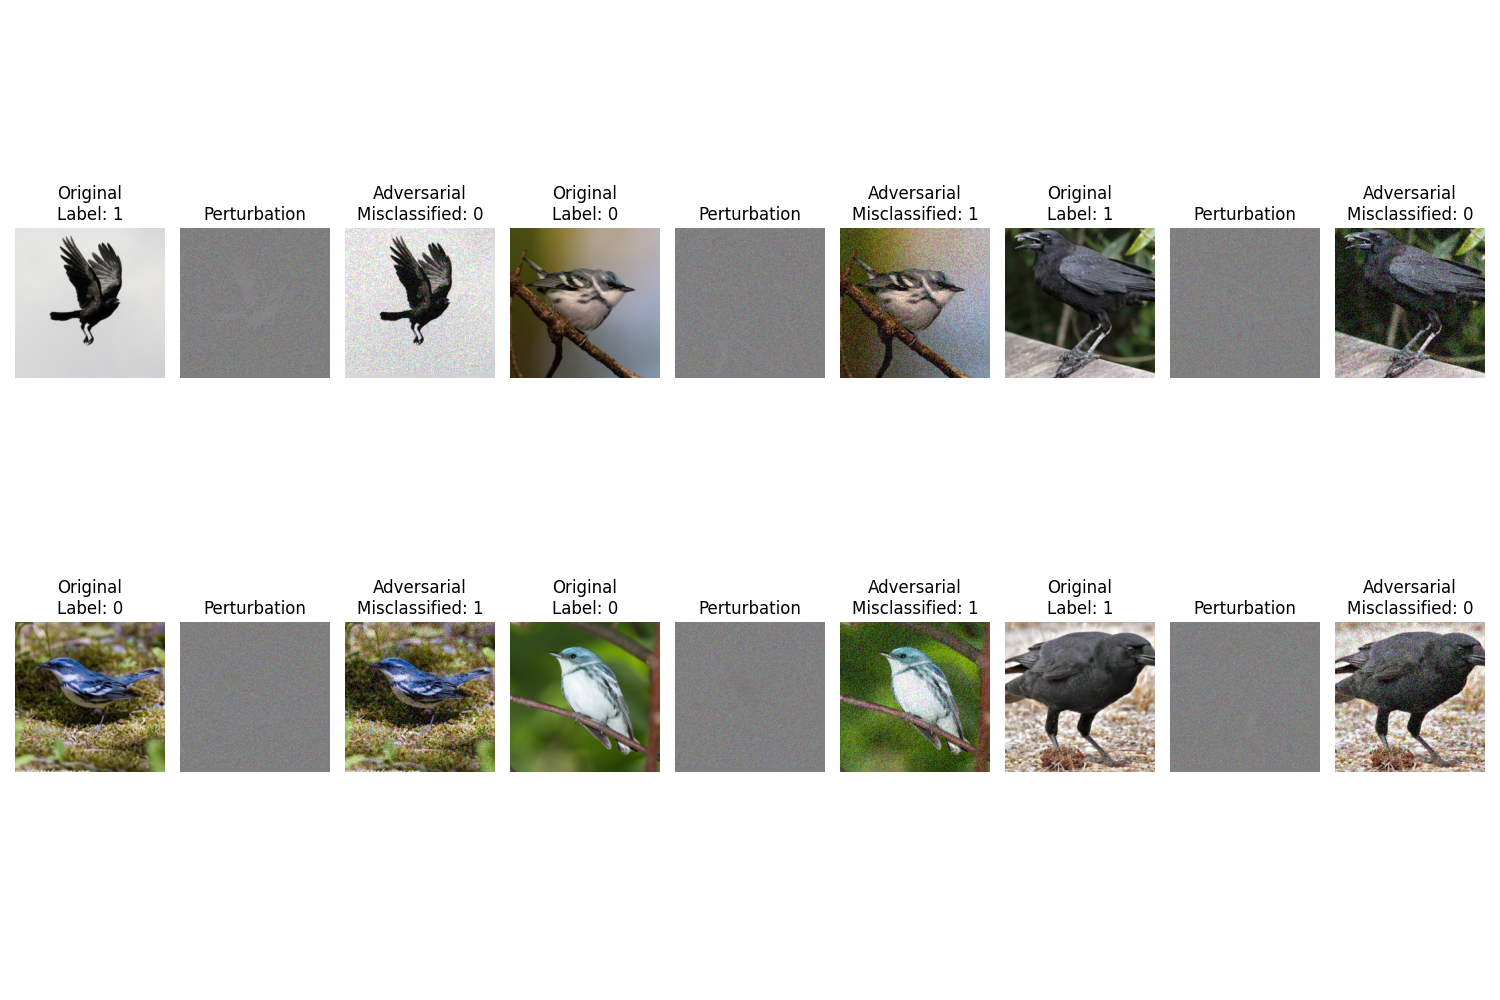 Original
Label: 1
Perturbation
Adversarial
Misclassified: 0
Original
Label: 0
Perturbation
Adversarial
Misclassified: 1
Original
Label: 1
Perturbation
Adversarial
Misclassified: 0
Original
Label: 0
Perturbation
Adversarial
Misclassified: 1
Original
Label: 0
Perturbation
Adversarial
Misclassified: 1
Original
Label: 1
Perturbation
Adversarial
Misclassified: 0